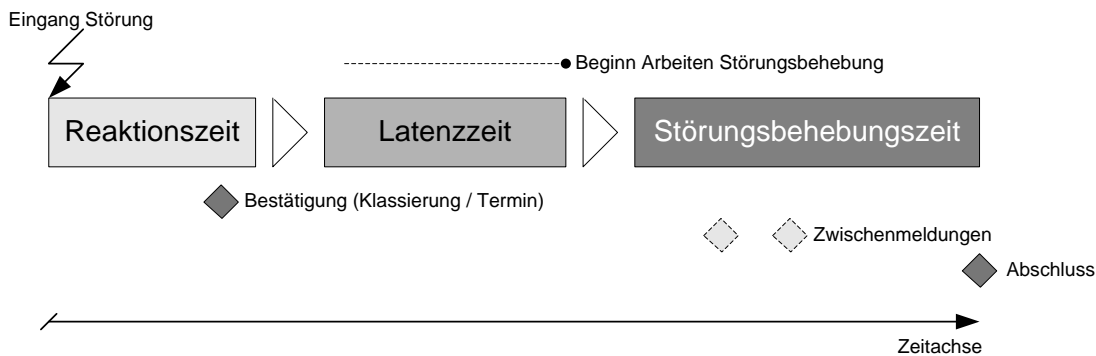 Eingang Störung
Beginn Arbeiten Störungsbehebung
Reaktionszeit
Latenzzeit
Störungsbehebungszeit
Bestätigung (Klassierung / Termin)
Zwischenmeldungen
Abschluss
Zeitachse